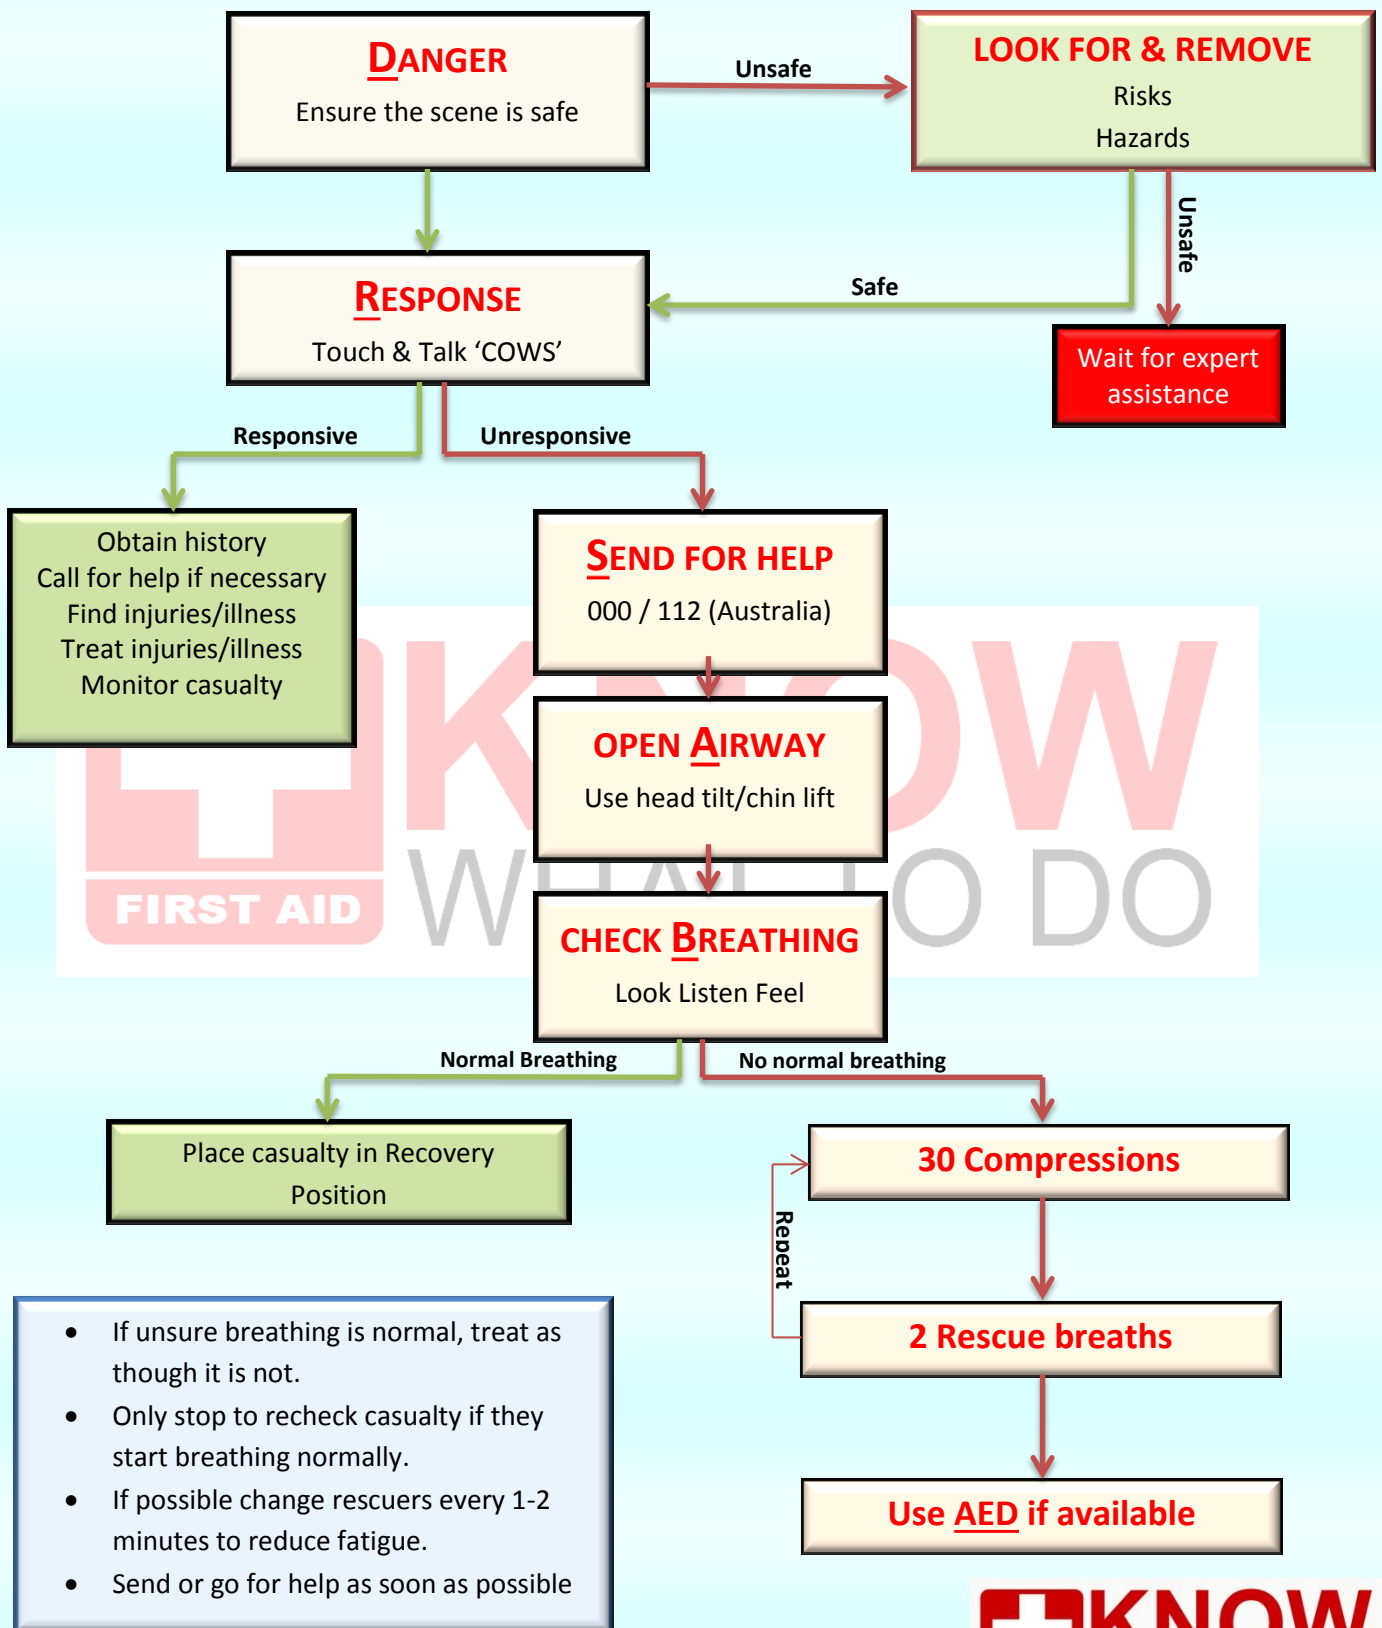 DANGER
Ensure the scene is safe
Unsafe
LOOK FOR & REMOVE
Risks
Hazards
Unsafe
Safe
RESPONSE
Touch & Talk ‘COWS’
Wait for expert
assistance
Responsive
Unresponsive
Obtain history
Call for help if necessary
Find injuries/illness
Treat injuries/illness
Monitor casualty
SEND FOR HELP
000 / 112 (Australia)
OPEN AIRWAY
Use head tilt/chin lift
KNOW
WHAT TO DO
FIRST AID
CHECK BREATHING
Look Listen Feel
Normal Breathing
No normal breathing
Place casualty in Recovery
Position
30 Compressions
Repeat
2 Rescue breaths
Use AED if available
• If unsure breathing is normal, treat as
though it is not.
• Only stop to recheck casualty if they
start breathing normally.
• If possible change rescuers every 1-2
minutes to reduce fatigue.
• Send or go for help as soon as possible
KNOW